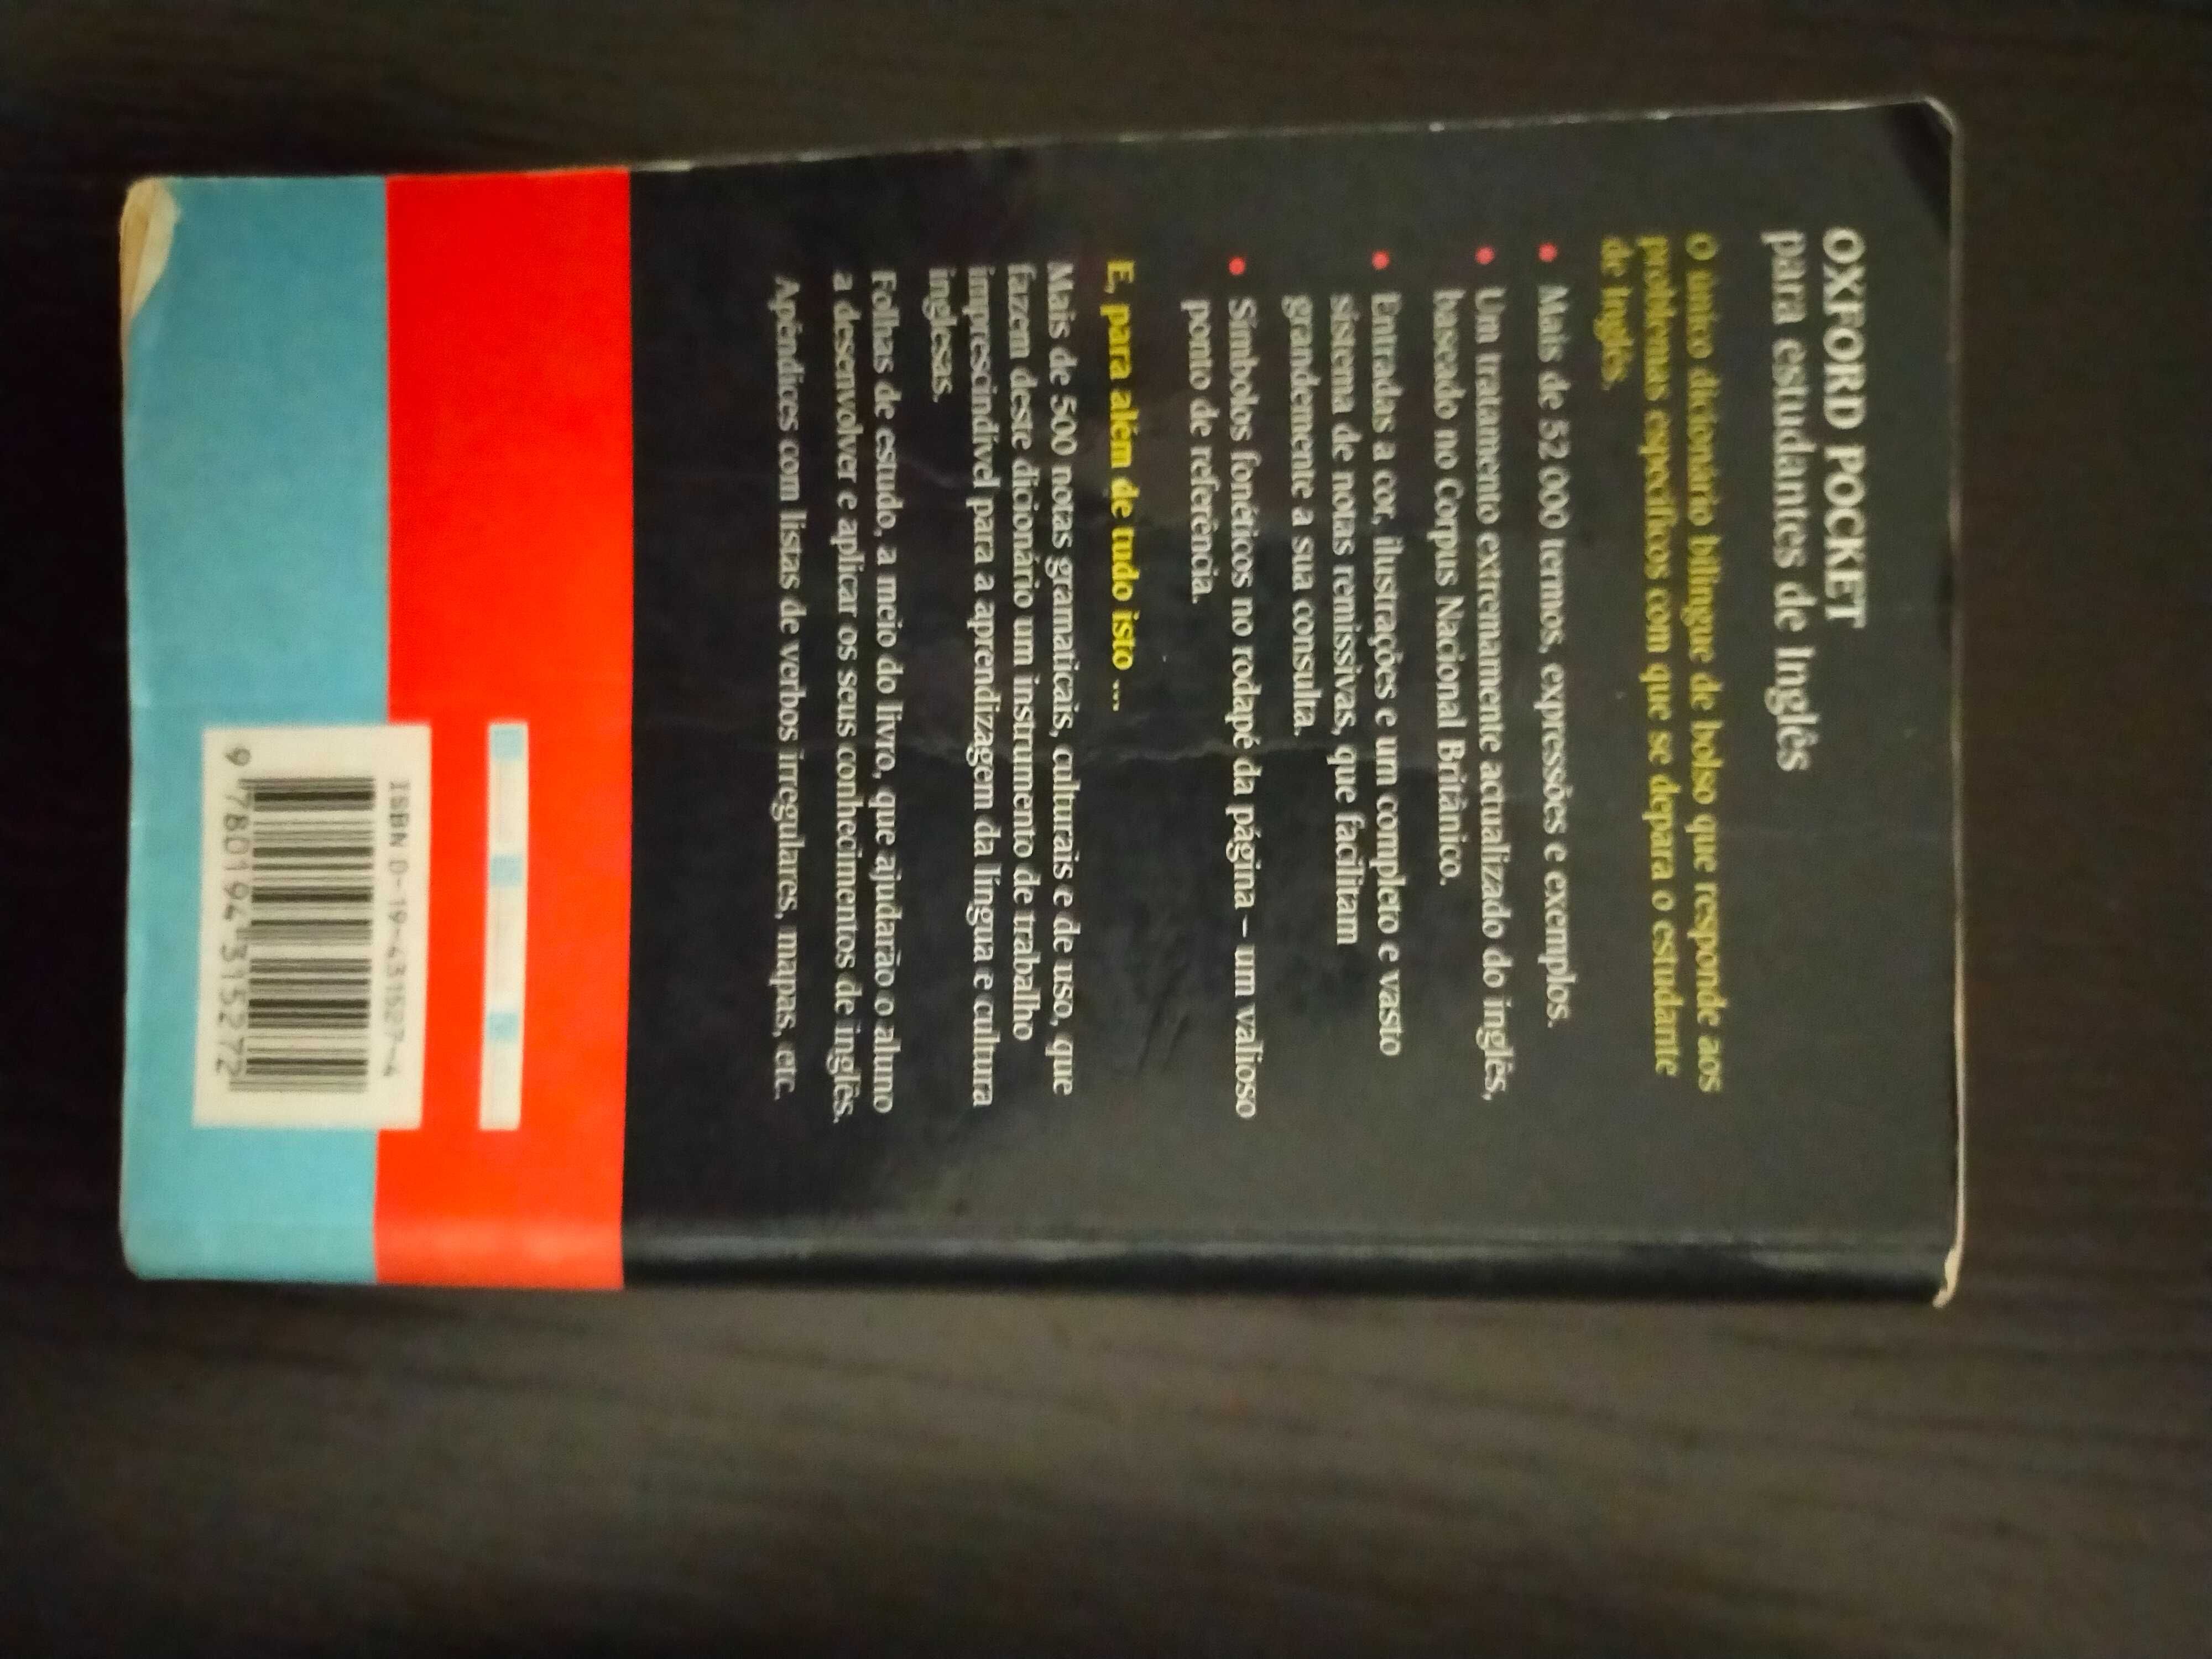 OXFORD POCKET
para estudantes de Inglês
O único dicionário bilingue de bolso que responde aos
problemas específicos com que se depara o estudante
de Inglês.
• Mais de 52 000 termos, expressões e exemplos.
• Um tratamento extremamente actualizado do inglês,
baseado no Corpus Nacional Britânico.
• Entradas a cor, ilustrações e um completo e vasto
sistema de notas remissivas, que facilitam
grandemente a sua consulta.
• Símbolos fonéticos no rodapé da página – um valioso
ponto de referência.
E, para além de tudo isto ...
Mais de 500 notas gramaticais, culturais e de uso, que
fazem deste dicionário um instrumento de trabalho
imprescindível para a aprendizagem da língua e cultura
inglesas.
Folhas de estudo, a meio do livro, que ajudarão o aluno
a desenvolver e aplicar os seus conhecimentos de inglês.
Apêndices com listas de verbos irregulares, mapas, etc.
ISBN 0-19-431527-4
9 780194 315272